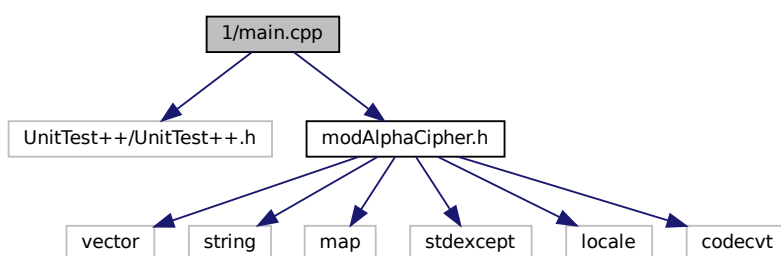 1/main.cpp
UnitTest++/UnitTest++.h
modAlphaCipher.h
vector
string
map
stdexcept
locale
codecvt